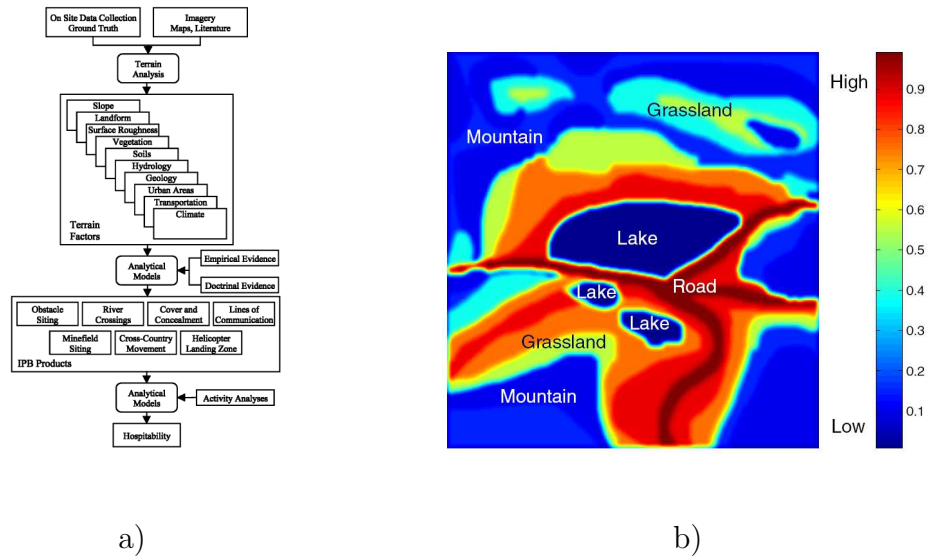 On Site Data Collection
Ground Truth
Imagery
Maps, Literature
Terrain
Analysis
Slope
Landform
Surface Roughness
Vegetation
Soils
Hydrology
Geology
Urban Areas
Transportation
Climate
Terrain
Factors
Analytical
Models
Empirical Evidence
Doctrinal Evidence
Obstacle
Siting
River
Crossings
Cover and
Concealment
Lines of
Communication
Minefield
Siting
Cross-Country
Movement
Helicopter
Landing Zone
IPB Products
Analytical
Models
Activity Analyses
Hospitability
a)
Grassland
Mountain
Lake
Lake
Road
Lake
Grassland
Mountain
High
Low
0.9
0.8
0.7
0.6
0.5
0.4
0.3
0.2
0.1
b)